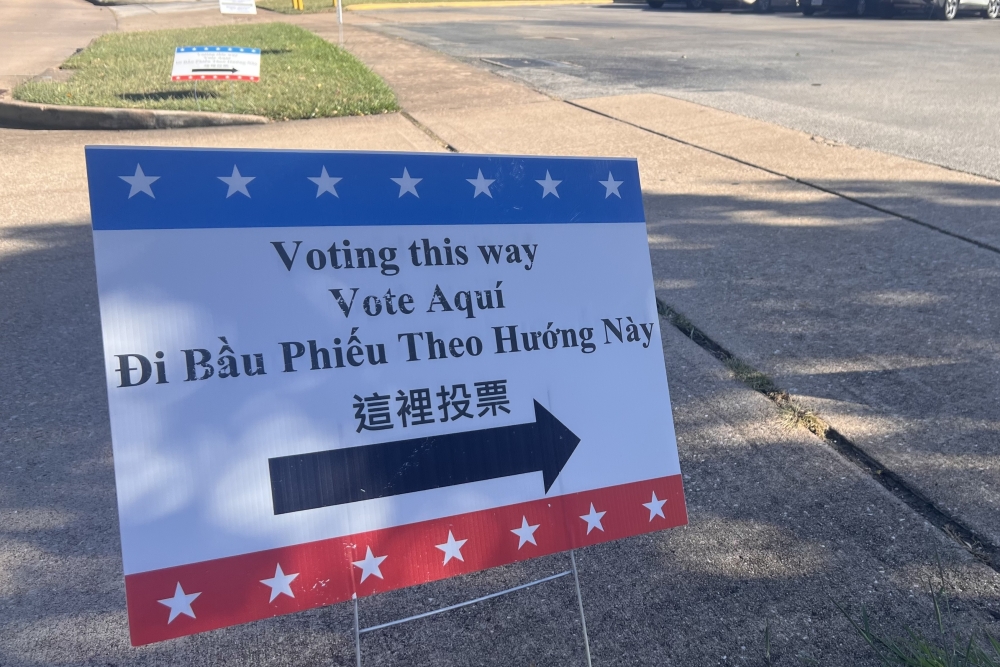 Voting this way
Vote Aquí
Đi Bầu Phiếu Theo Hướng Này
這裡投票